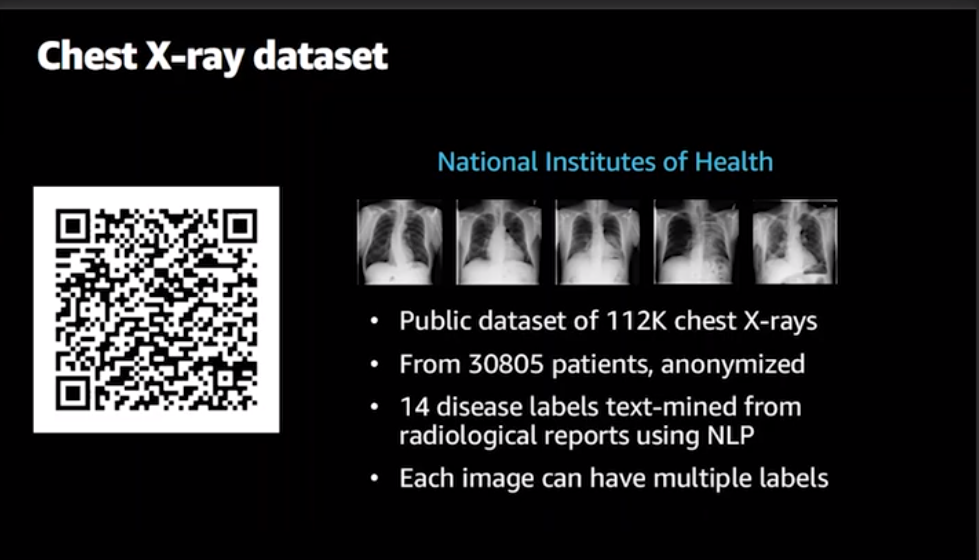 Chest X-ray dataset
National Institutes of Health
• Public dataset of 112K chest X-rays
• From 30805 patients, anonymized
• 14 disease labels text-mined from
radiological reports using NLP
• Each image can have multiple labels